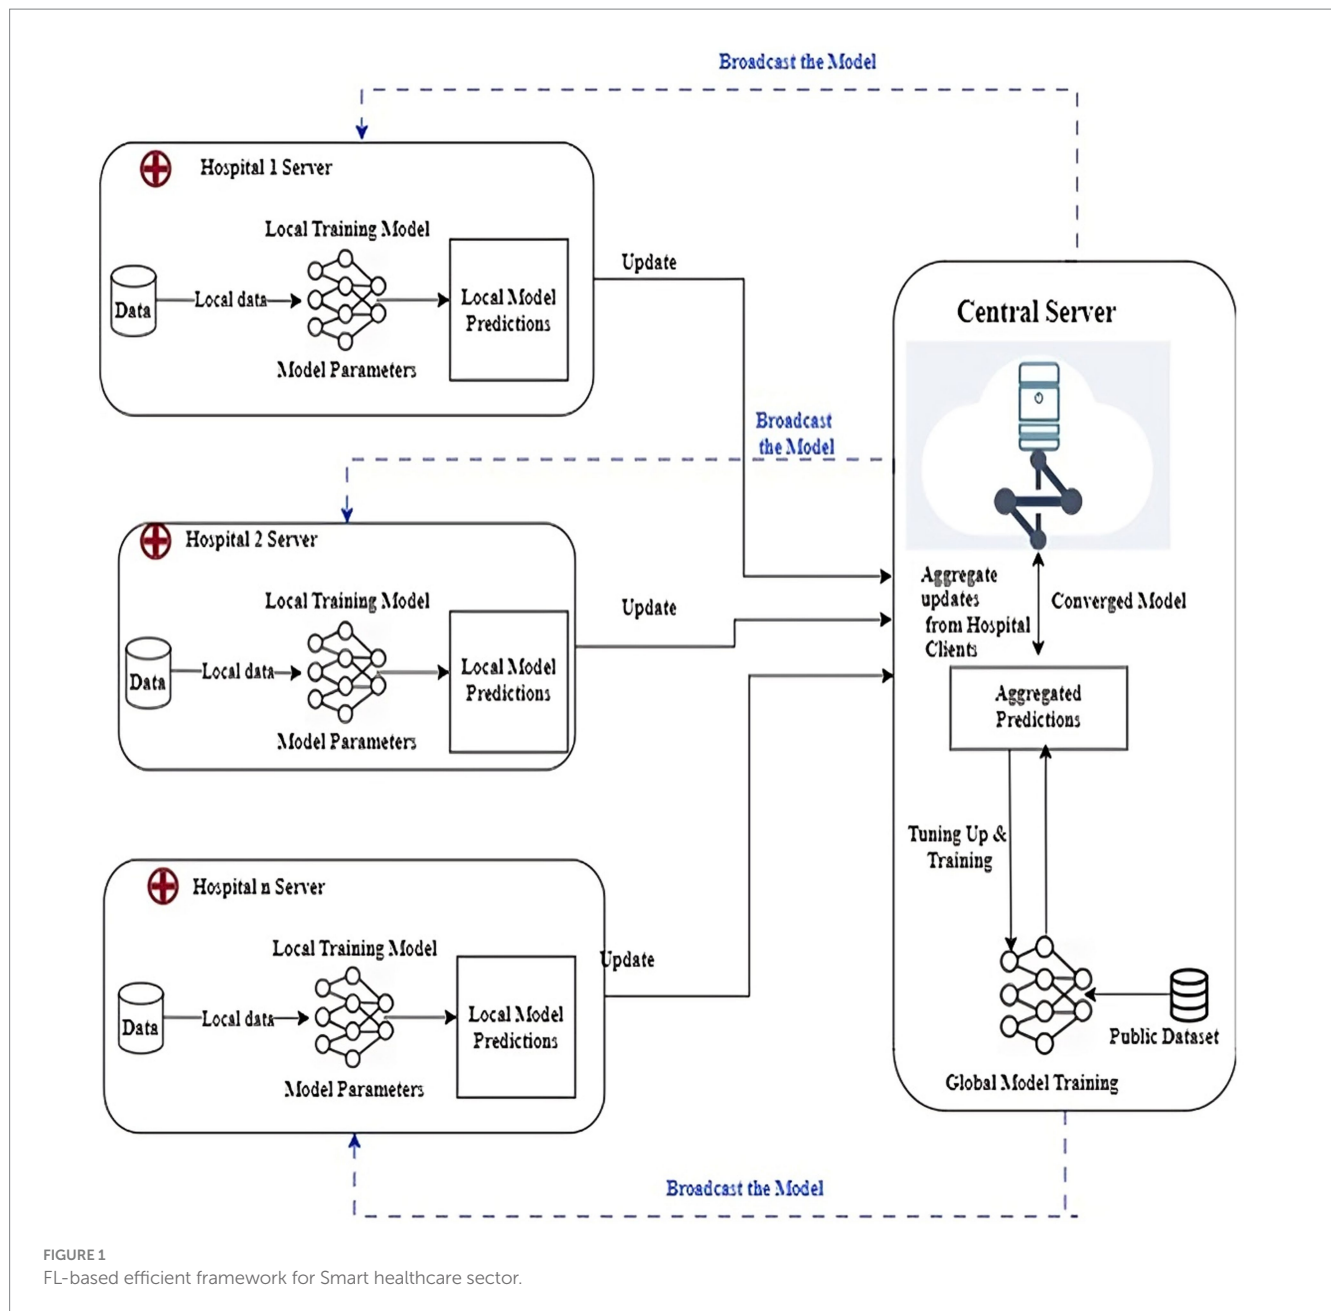 Broadcast the Model
Hospital 1 Server
Local Training Model
Data
Local data
Local Model
Predictions
Model Parameters
Update
Central Server
Broadcast
the Model
Hospital 2 Server
Local Training Model
Data
Local data
Local Model
Predictions
Model Parameters
Update
Aggregate
updates
from Hospital
Clients
Converged Model
Aggregated
Predictions
Tuning Up &
Training
Hospital n Server
Local Training Model
Data
Local data
Local Model
Predictions
Model Parameters
Update
Public Dataset
Global Model Training
Broadcast the Model
FIGURE 1
FL-based efficient framework for Smart healthcare sector.